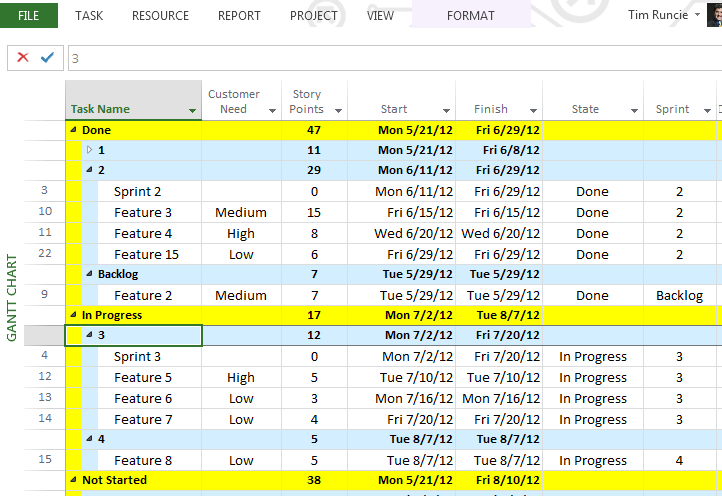 FILE TASK RESOURCE REPORT PROJECT VIEW FORMAT Tim Runcie
3
Task Name Customer Need Story Points Start Finish State Sprint
Done 47 Mon 5/21/12 Fri 6/29/12
1 11 Mon 5/21/12 Fri 6/8/12
2 29 Mon 6/11/12 Fri 6/29/12
3 Sprint 2 0 Mon 6/11/12 Fri 6/29/12 Done 2
10 Feature 3 Medium 15 Fri 6/15/12 Fri 6/15/12 Done 2
11 Feature 4 High 8 Wed 6/20/12 Wed 6/20/12 Done 2
22 Feature 15 Low 6 Fri 6/29/12 Fri 6/29/12 Done 2
Backlog 7 Tue 5/29/12 Tue 5/29/12
9 Feature 2 Medium 7 Tue 5/29/12 Tue 5/29/12 Done Backlog
In Progress 17 Mon 7/2/12 Tue 8/7/12
3 12 Mon 7/2/12 Fri 7/20/12
4 Sprint 3 0 Mon 7/2/12 Fri 7/20/12 In Progress 3
12 Feature 5 High 5 Tue 7/10/12 Tue 7/10/12 In Progress 3
13 Feature 6 Low 3 Mon 7/16/12 Mon 7/16/12 In Progress 3
14 Feature 7 Low 4 Fri 7/20/12 Fri 7/20/12 In Progress 3
4 5 Tue 8/7/12 Tue 8/7/12
15 Feature 8 Low 5 Tue 8/7/12 Tue 8/7/12 In Progress 4
Not Started 38 Mon 5/21/12 Fri 8/10/12
GANTT CHART